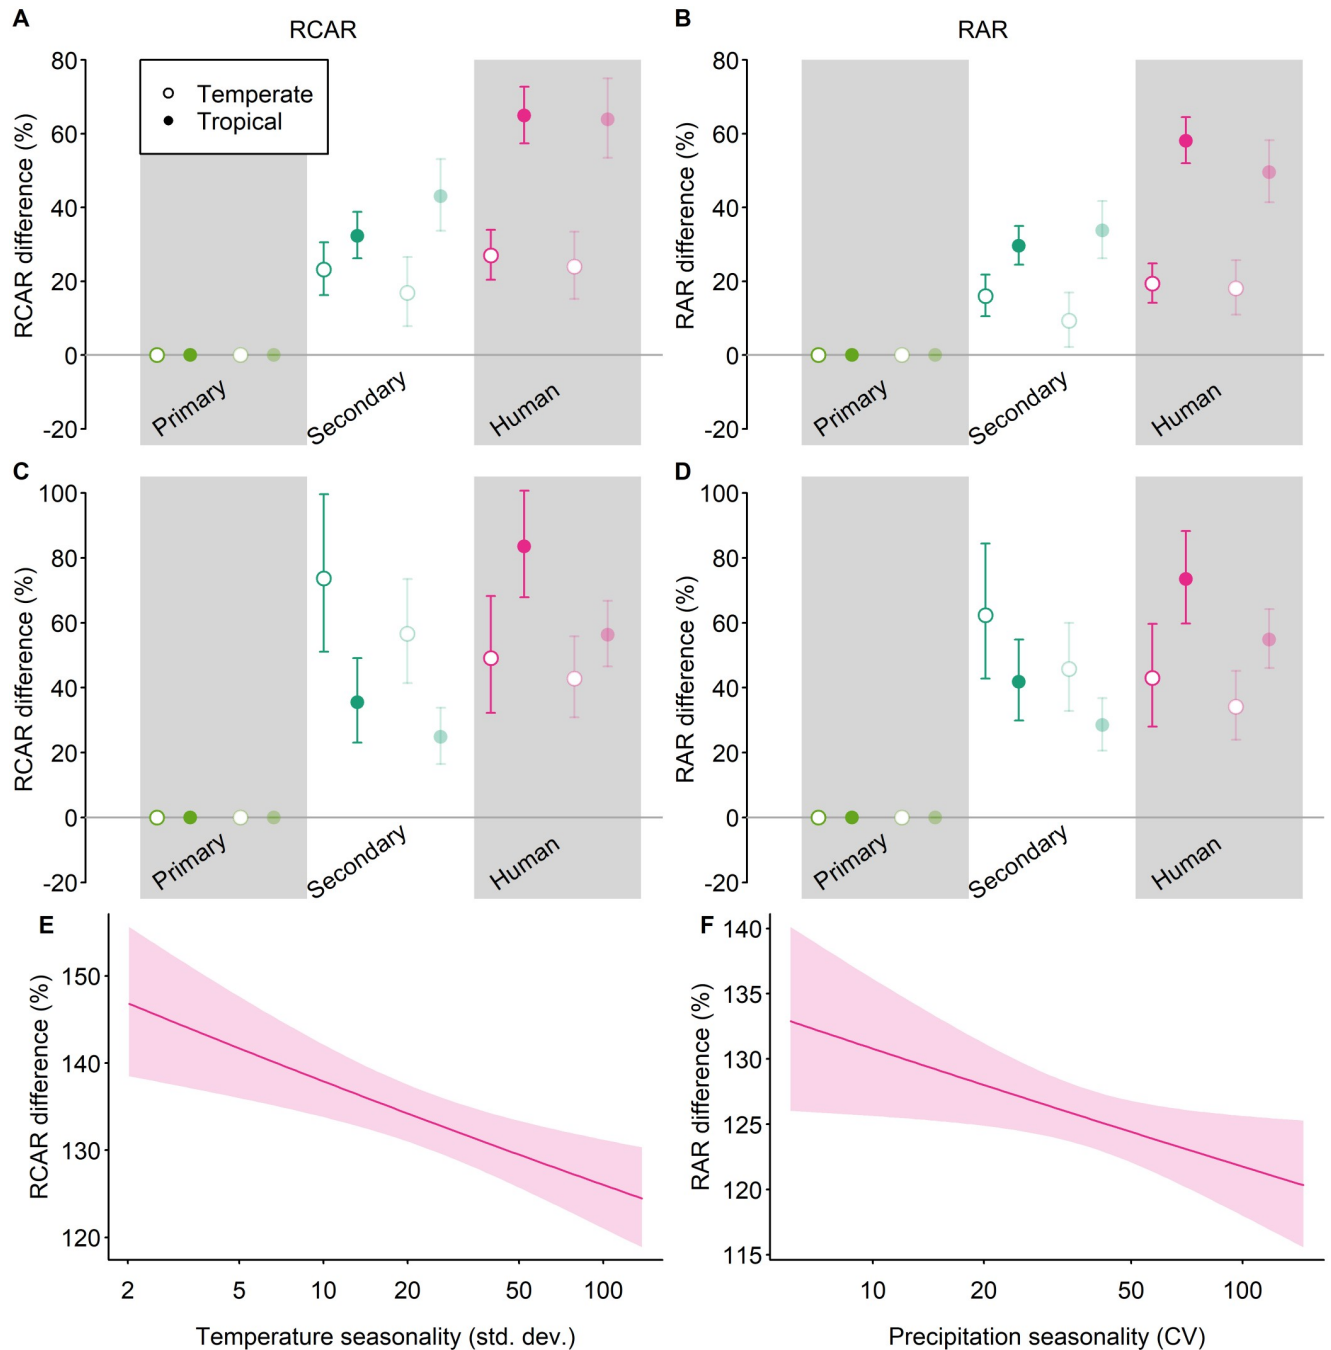 A
RCAR
RCAR difference (%)
80
60
40
20
0
-20
Temperate
Tropical
Primary
Secondary
Human
B
RAR
RAR difference (%)
80
60
40
20
0
-20
Primary
Secondary
Human
C
RCAR difference (%)
100
80
60
40
20
0
-20
Primary
Secondary
Human
D
RAR difference (%)
100
80
60
40
20
0
-20
Primary
Secondary
Human
E
RCAR difference (%)
150
140
130
120
2 5 10 20 50 100
Temperature seasonality (std. dev.)
F
RAR difference (%)
140
135
130
125
120
115
10 20 50 100
Precipitation seasonality (CV)